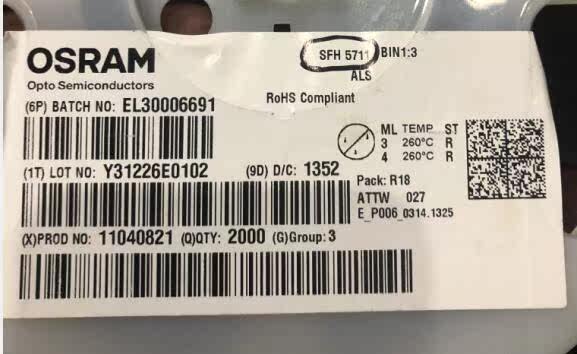 OSRAM
Opto Semiconductors
SFH 5711 BIN1:3
ALS
RoHS Compliant
(6P) BATCH NO: EL30006691
ML TEMP ST
3 260°C R
4 260°C R
(1T) LOT NO: Y31226E0102 (9D) D/C: 1352
Pack: R18
ATTW 027
E_P006_0314.1325
(X)PROD NO: 11040821 (Q)QTY: 2000 (G)Group: 3